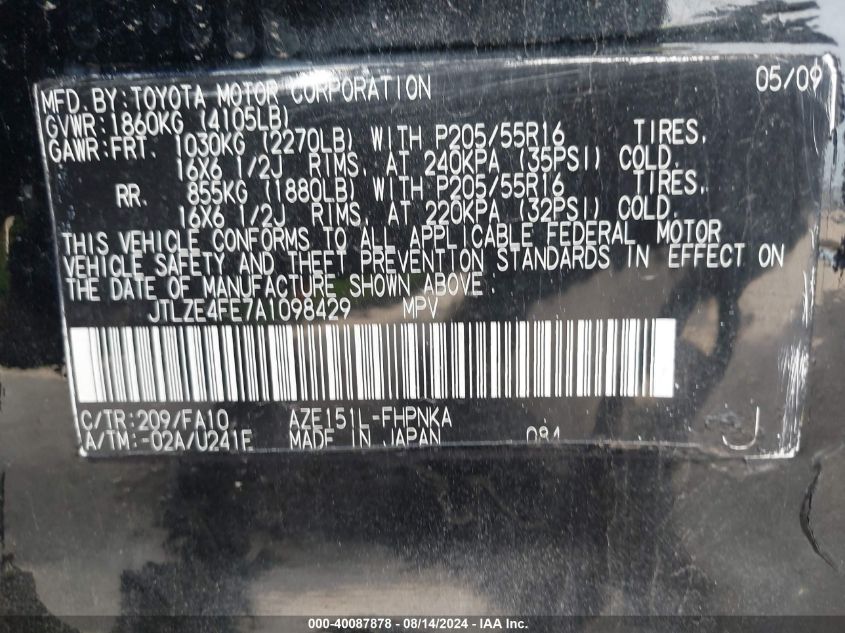 MFD.BY:TOYOTA MOTOR CORPORATION 05/09
GVWR:1860KG (4105LB)
GAWR:FRT. 1030KG (2270LB) WITH P205/55R16 TIRES,
16X6 1/2J RIMS, AT 240KPA (35PSI) COLD.
RR. 855KG (1880LB) WITH P205/55R16 TIRES,
16X6 1/2J RIMS, AT 220KPA (32PSI) COLD.
THIS VEHICLE CONFORMS TO ALL APPLICABLE FEDERAL MOTOR
VEHICLE SAFETY AND THEFT PREVENTION STANDARDS IN EFFECT ON
THE DATE OF MANUFACTURE SHOWN ABOVE.
JTLZE4FE7A1098429 MPV
C/TR:209/FA10 AZE151L-FHPNKA
A/TM:-02A/U241E MADE IN JAPAN 084 J
000-40087878 - 08/14/2024 - IAA Inc.